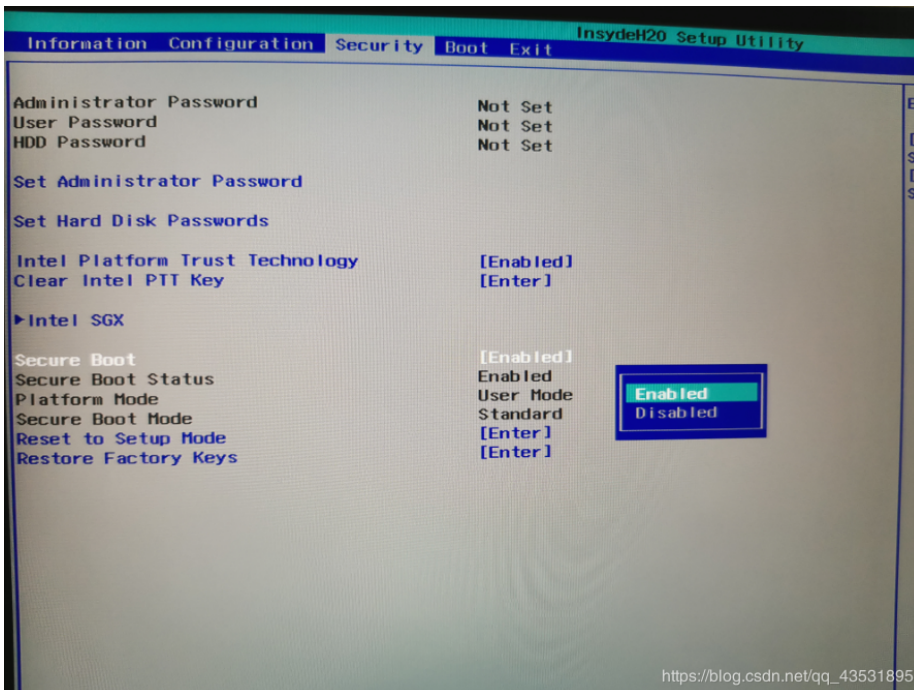 InsydeH20 Setup Utility
Information Configuration Security Boot Exit
Administrator Password Not Set
User Password Not Set
HDD Password Not Set
Set Administrator Password
Set Hard Disk Passwords
Intel Platform Trust Technology [Enabled]
Clear Intel PTT Key [Enter]
Intel SGX
Secure Boot [Enabled]
Secure Boot Status Enabled
Platform Mode User Mode
Secure Boot Mode Standard
Reset to Setup Mode [Enter]
Restore Factory Keys [Enter]
Enabled
Disabled
https://blog.csdn.net/qq_43531895